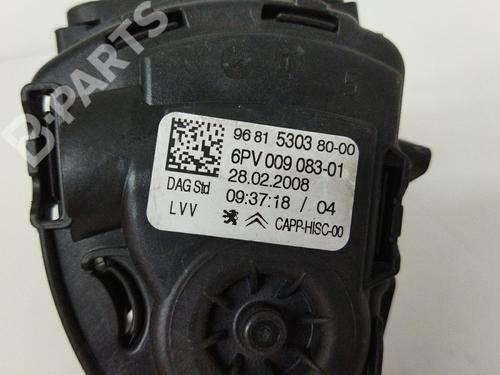 B-PARTS
5
96 81 5303 80-00
6PV 009 083-01
DAG Std
28.02.2008
09:37:18 / 04
LVV
CAPP-HISC-00